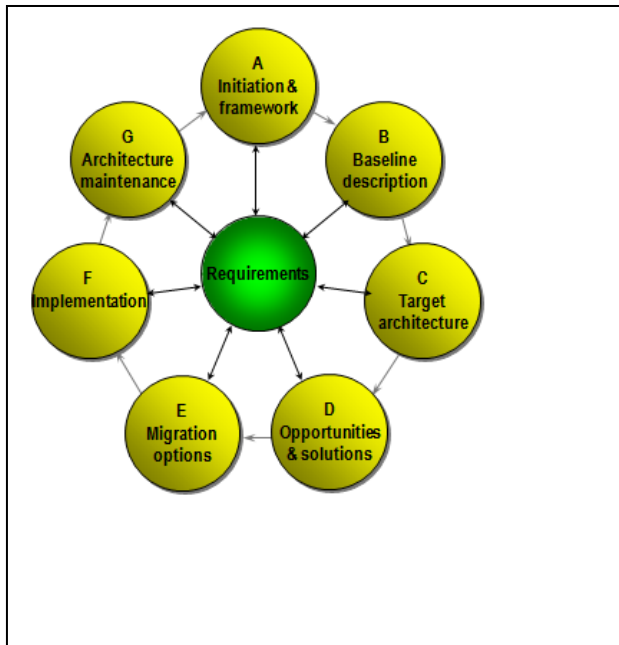 A
Initiation &
framework
B
Baseline
description
C
Target
architecture
D
Opportunities
& solutions
E
Migration
options
F
Implementation
G
Architecture
maintenance
Requirements